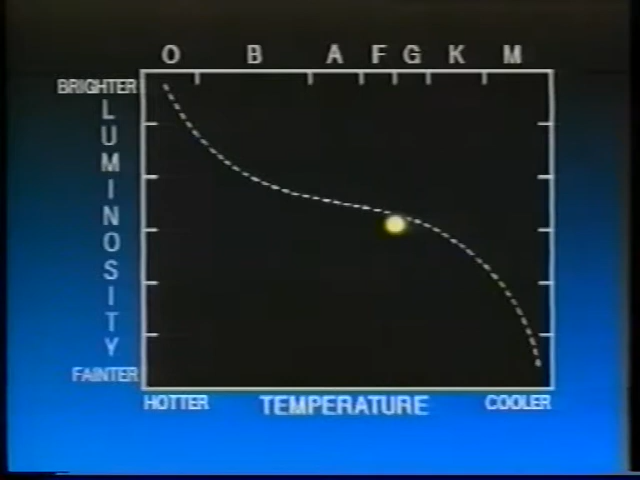 O B A F G K M
BRIGHTER
LUMINOSITY
FAINTER
HOTTER TEMPERATURE COOLER